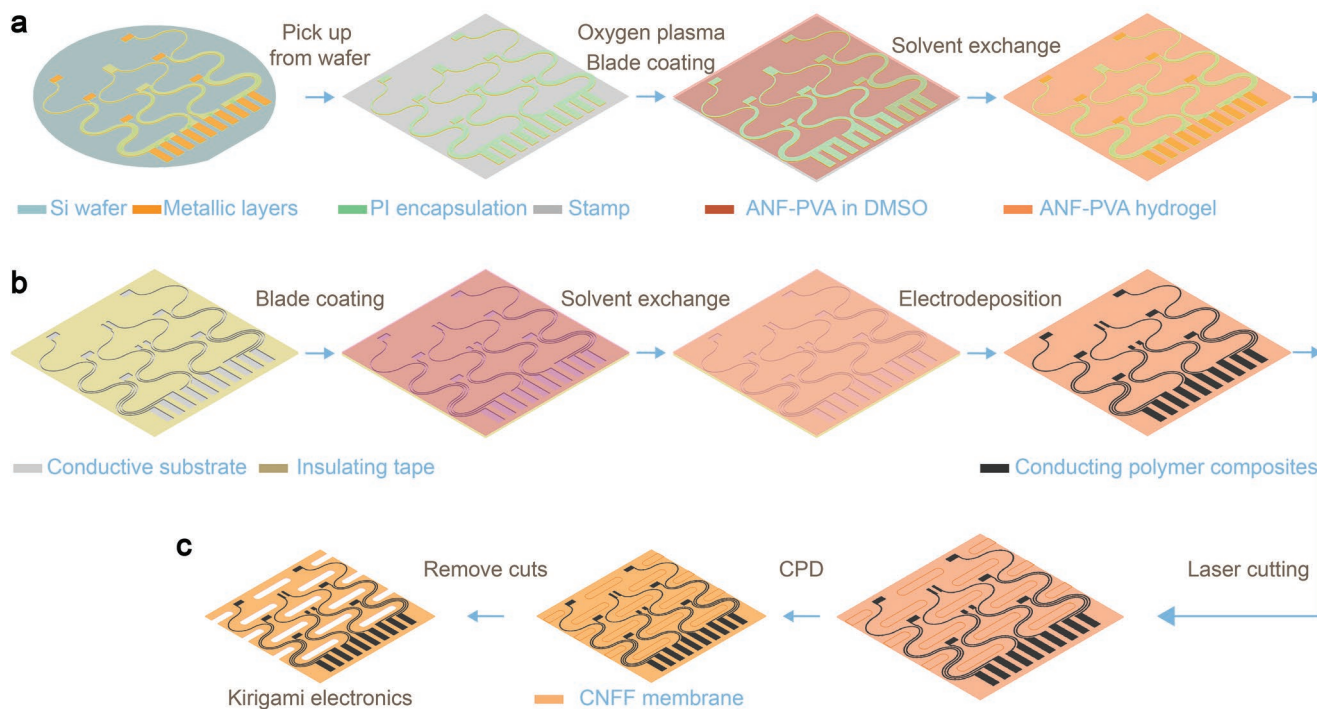 a
Pick up
from wafer
Oxygen plasma
Blade coating
Solvent exchange
Si wafer
Metallic layers
PI encapsulation
Stamp
ANF-PVA in DMSO
ANF-PVA hydrogel
b
Blade coating
Solvent exchange
Electrodeposition
Conductive substrate
Insulating tape
Conducting polymer composites
c
Remove cuts
CPD
Laser cutting
Kirigami electronics
CNFF membrane